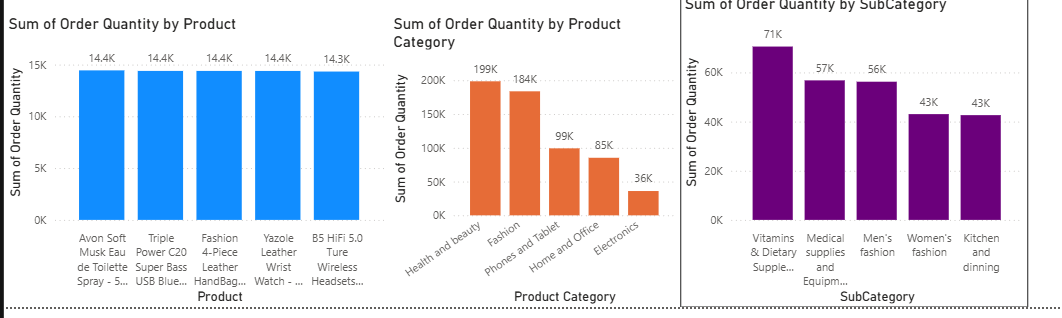 Sum of Order Quantity by Product
Sum of Order Quantity
15K
10K
5K
0K
14.4K
14.4K
14.4K
14.4K
14.3K
Avon Soft
Musk Eau
de Toilette
Spray - 5...
Triple
Power C20
Super Bass
USB Blue...
Fashion
4-Piece
Leather
HandBag...
Yazole
Leather
Wrist
Watch - ...
B5 HiFi 5.0
Ture
Wireless
Headsets...
Product
Sum of Order Quantity by Product
Category
Sum of Order Quantity
200K
150K
100K
50K
0K
199K
184K
99K
85K
36K
Health and beauty
Fashion
Phones and Tablet
Home and Office
Electronics
Product Category
Sum of Order Quantity by SubCategory
Sum of Order Quantity
60K
40K
20K
0K
71K
57K
56K
43K
43K
Vitamins
& Dietary
Supple...
Medical
supplies
and
Equipm...
Men's
fashion
Women's
fashion
Kitchen
and
dinning
SubCategory